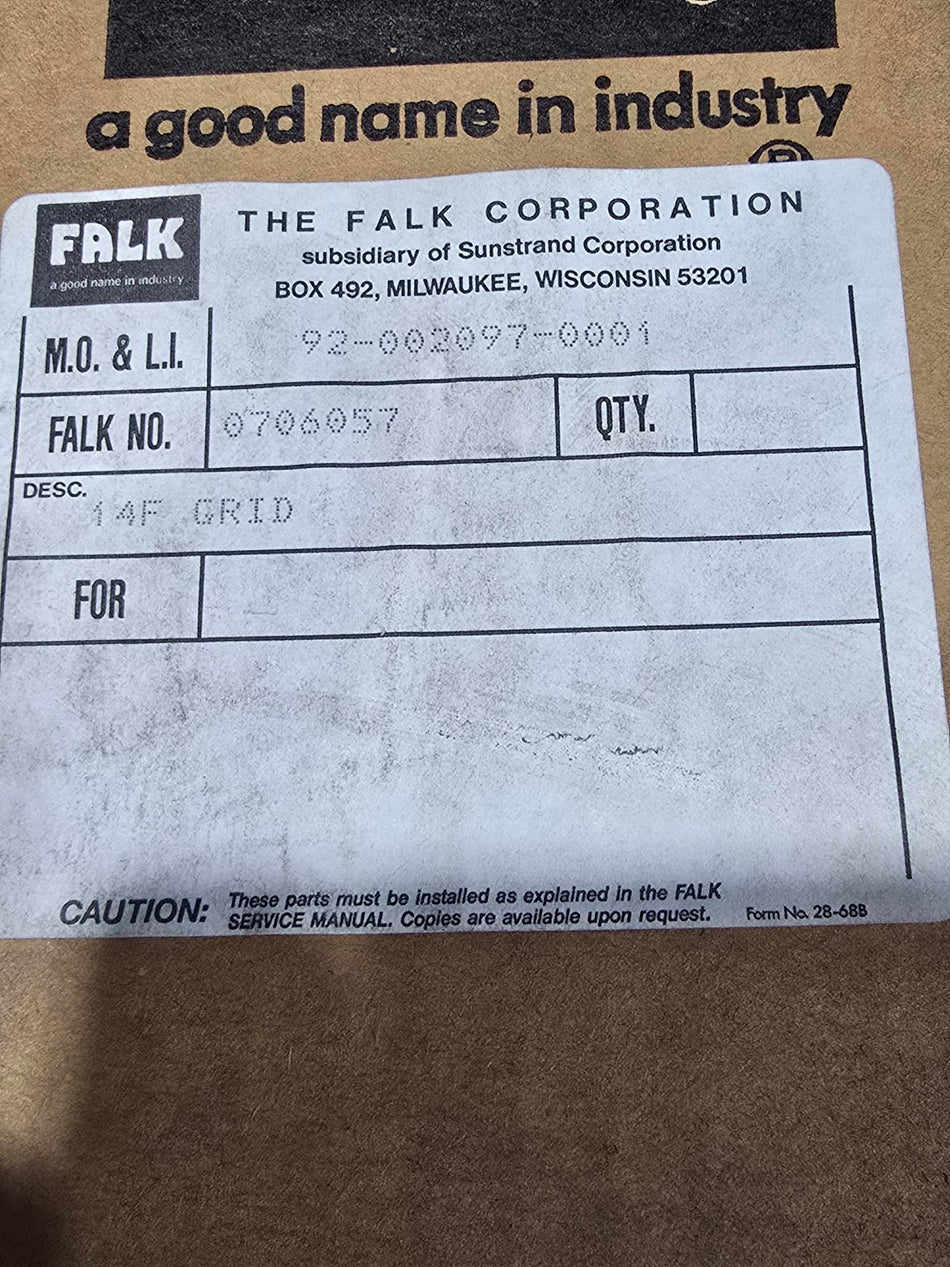 a good name in industry
®
FALK
a good name in industry
THE FALK CORPORATION
subsidiary of Sunstrand Corporation
BOX 492, MILWAUKEE, WISCONSIN 53201
M.O. & L.I. 92-002097-0001
FALK NO. 0706057 QTY.
DESC.
14F GRID
FOR
CAUTION: These parts must be installed as explained in the FALK
SERVICE MANUAL. Copies are available upon request. Form No. 28-68B